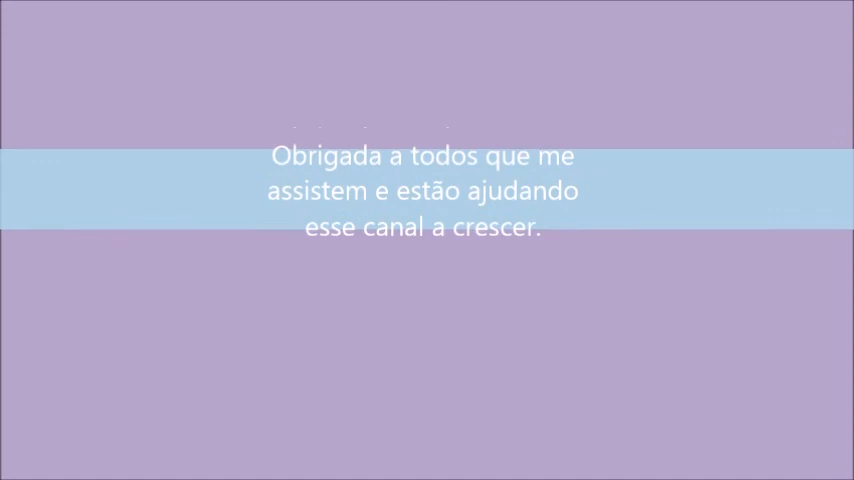 Obrigada a todos que me
assistem e estão ajudando
esse canal a crescer.